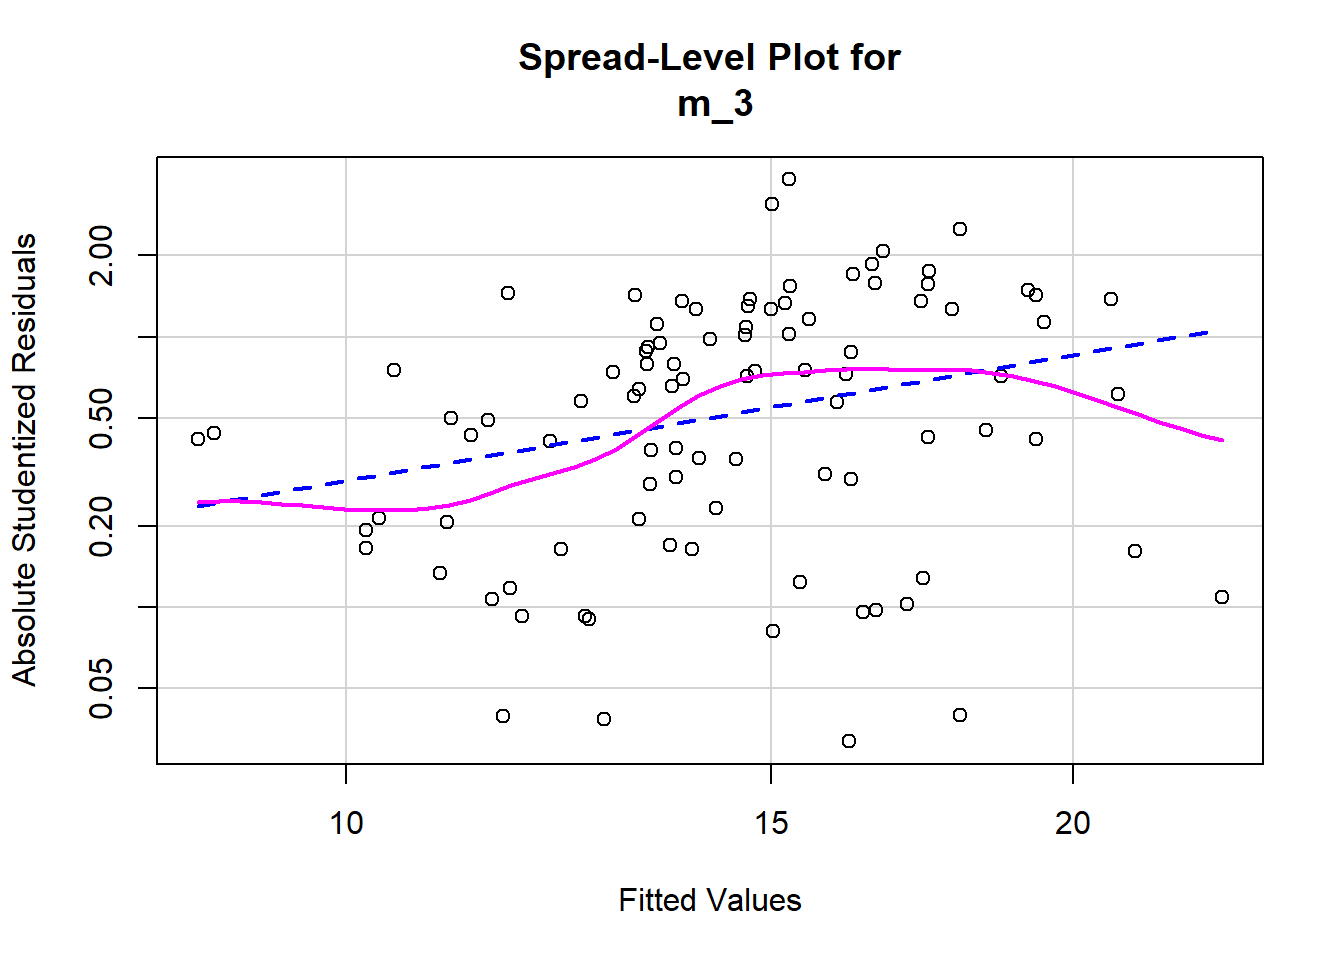 Spread-Level Plot for
m_3
Absolute Studentized Residuals
2.00
0.50
0.20
0.05
10
15
20
Fitted Values